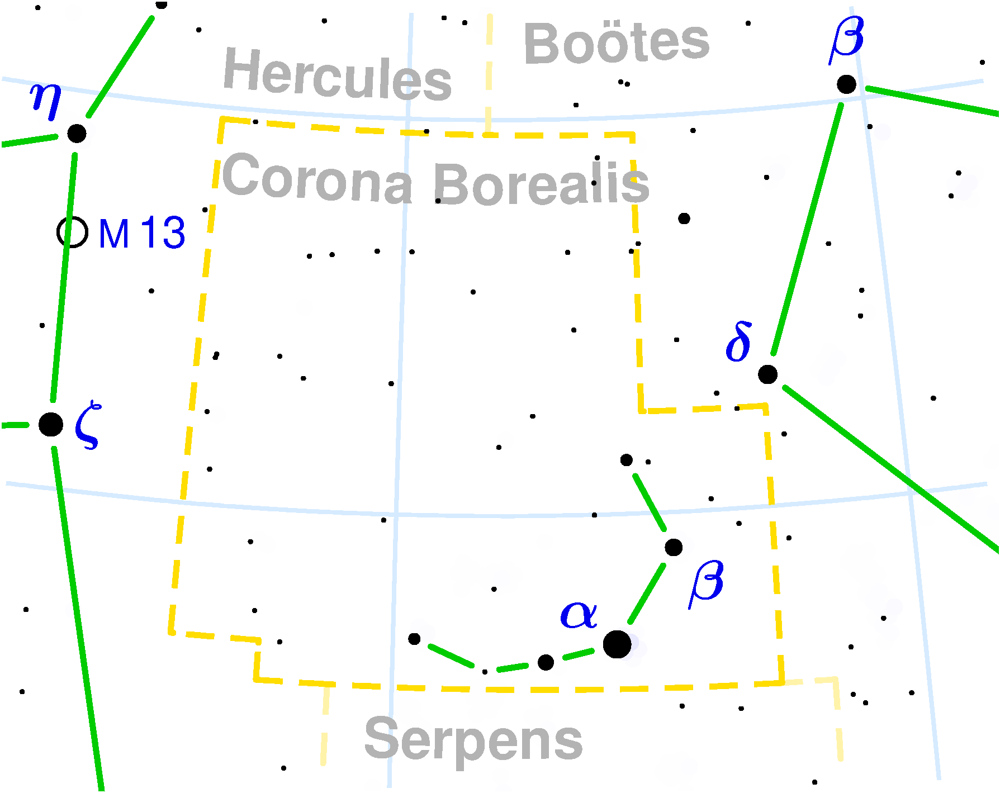 Hercules
Boötes
β
η
Corona Borealis
M 13
δ
ζ
β
α
Serpens